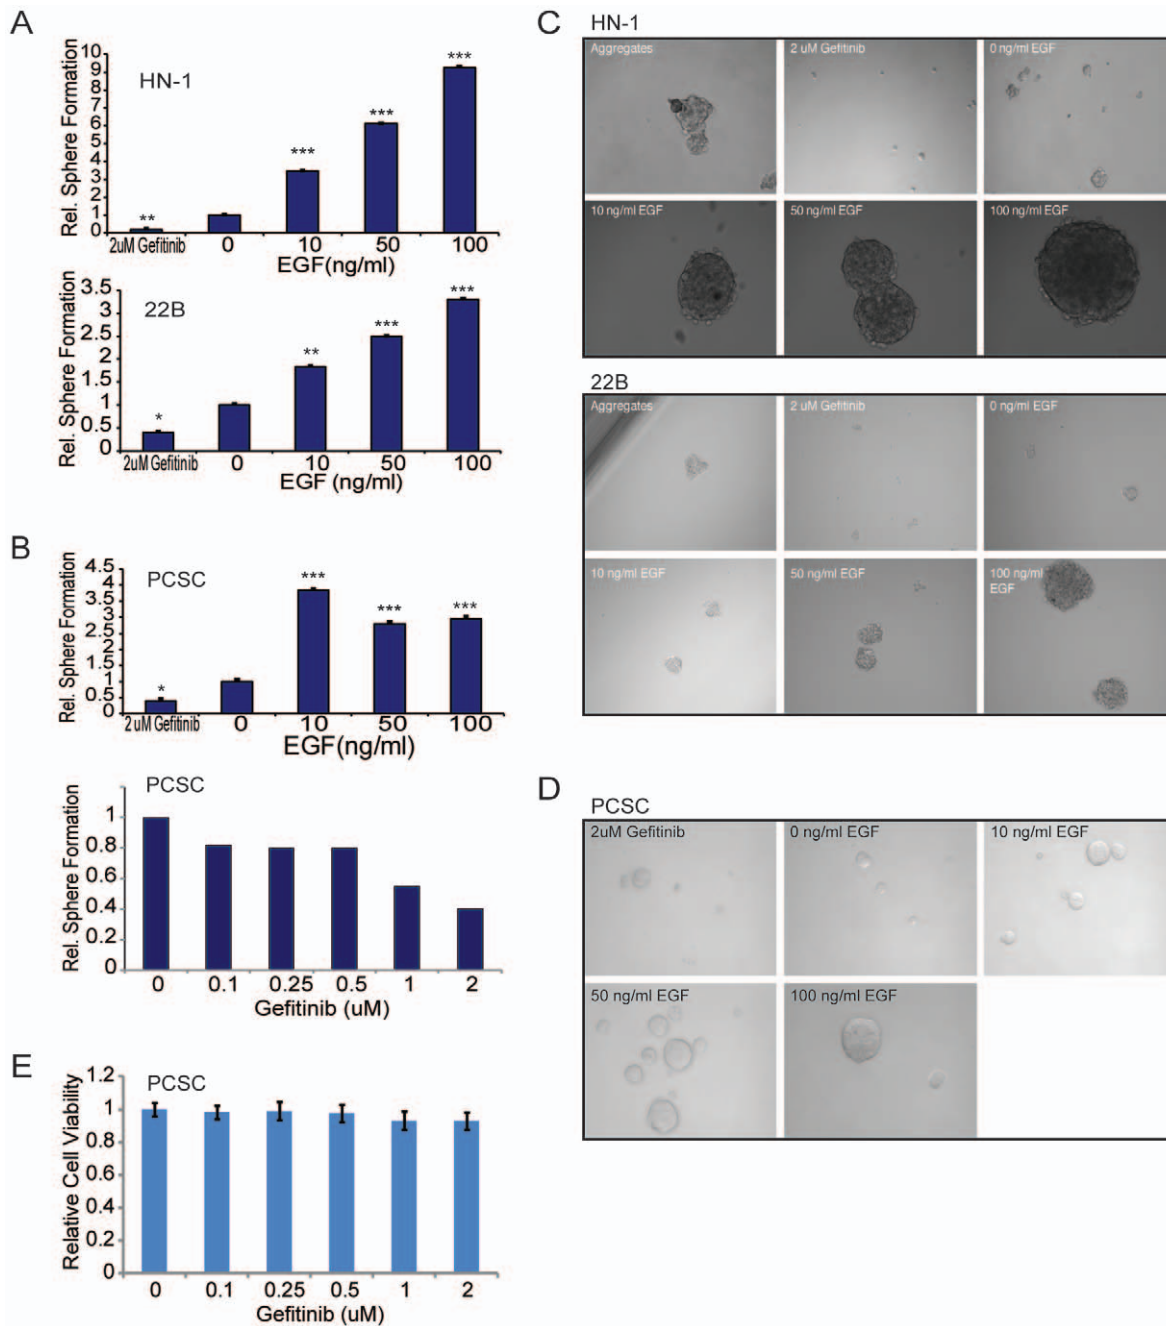 A
HN-1
Rel. Sphere Formation
10
8
6
4
2
1
0
**
***
***
***
2uM Gefitinib
0
10
50
100
EGF(ng/ml)
22B
Rel. Sphere Formation
3.5
3
2.5
2
1.5
1
0.5
0
*
**
***
***
2uM Gefitinib
0
10
50
100
EGF (ng/ml)
B
PCSC
Rel. Sphere Formation
4.5
4
3.5
3
2.5
2
1.5
1
0.5
0
*
***
***
***
2 uM Gefitinib
0
10
50
100
EGF(ng/ml)
PCSC
Rel. Sphere Formation
1
0.8
0.6
0.4
0.2
0
0
0.1
0.25
0.5
1
2
Gefitinib (uM)
E
PCSC
Relative Cell Viability
1.2
1
0.8
0.6
0.4
0.2
0
0
0.1
0.25
0.5
1
2
Gefitinib (uM)
C
HN-1
Aggregates
2 uM Gefitinib
0 ng/ml EGF
10 ng/ml EGF
50 ng/ml EGF
100 ng/ml EGF
22B
Aggregates
2 uM Gefitinib
0 ng/ml EGF
10 ng/ml EGF
50 ng/ml EGF
100 ng/ml
EGF
D
PCSC
2uM Gefitinib
0 ng/ml EGF
10 ng/ml EGF
50 ng/ml EGF
100 ng/ml EGF